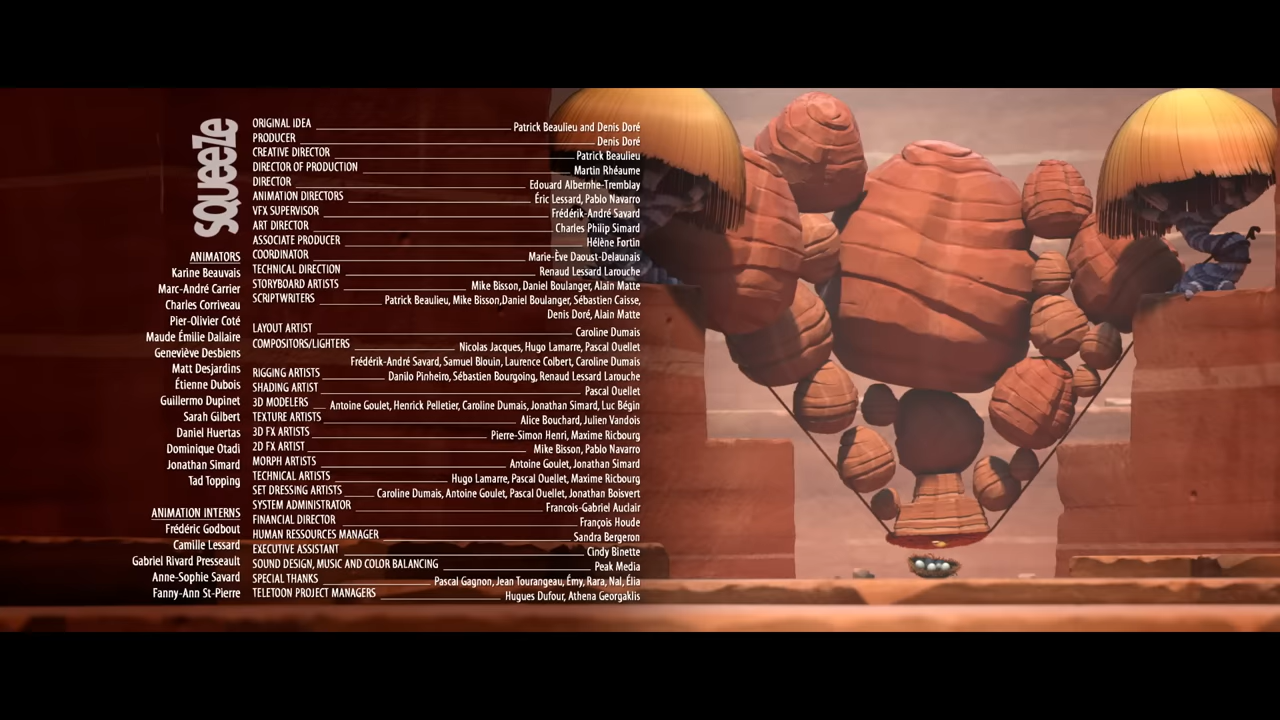 squeeze
ANIMATORS
Karine Beauvais
Marc-André Carrier
Charles Corriveau
Pier-Olivier Coté
Maude Émilie Dallaire
Geneviève Desbiens
Matt Desjardins
Étienne Dubois
Guillermo Dupinet
Sarah Gilbert
Daniel Huertas
Dominique Otadi
Jonathan Simard
Tad Topping
ANIMATION INTERNS
Frédéric Godbout
Camille Lessard
Gabriel Rivard Presseault
Anne-Sophie Savard
Fanny-Ann St-Pierre
ORIGINAL IDEA Patrick Beaulieu and Denis Doré
PRODUCER Denis Doré
CREATIVE DIRECTOR Patrick Beaulieu
DIRECTOR OF PRODUCTION Martin Rhéaume
DIRECTOR Edouard Albernhe-Tremblay
ANIMATION DIRECTORS Éric Lessard, Pablo Navarro
VFX SUPERVISOR Frédérik-André Savard
ART DIRECTOR Charles Philip Simard
ASSOCIATE PRODUCER Hélène Fortin
COORDINATOR Marie-Ève Daoust-Delaunais
TECHNICAL DIRECTION Renaud Lessard Larouche
STORYBOARD ARTISTS Mike Bisson, Daniel Boulanger, Alain Matte
SCRIPTWRITERS Patrick Beaulieu, Mike Bisson,Daniel Boulanger, Sébastien Caisse,
Denis Doré, Alain Matte
LAYOUT ARTIST Caroline Dumais
COMPOSITORS/LIGHTERS Nicolas Jacques, Hugo Lamarre, Pascal Ouellet
Frédérik-André Savard, Samuel Blouin, Laurence Colbert, Caroline Dumais
RIGGING ARTISTS Danilo Pinheiro, Sébastien Bourgoing, Renaud Lessard Larouche
SHADING ARTIST Pascal Ouellet
3D MODELERS Antoine Goulet, Henrick Pelletier, Caroline Dumais, Jonathan Simard, Luc Bégin
TEXTURE ARTISTS Alice Bouchard, Julien Vandois
3D FX ARTISTS Pierre-Simon Henri, Maxime Ricbourg
2D FX ARTIST Mike Bisson, Pablo Navarro
MORPH ARTISTS Antoine Goulet, Jonathan Simard
TECHNICAL ARTISTS Hugo Lamarre, Pascal Ouellet, Maxime Ricbourg
SET DRESSING ARTISTS Caroline Dumais, Antoine Goulet, Pascal Ouellet, Jonathan Boisvert
SYSTEM ADMINISTRATOR Francois-Gabriel Auclair
FINANCIAL DIRECTOR François Houde
HUMAN RESSOURCES MANAGER Sandra Bergeron
EXECUTIVE ASSISTANT Cindy Binette
SOUND DESIGN, MUSIC AND COLOR BALANCING Peak Media
SPECIAL THANKS Pascal Gagnon, Jean Tourangeau, Émy, Rara, Nal, Élia
TELETOON PROJECT MANAGERS Hugues Dufour, Athena Georgaklis